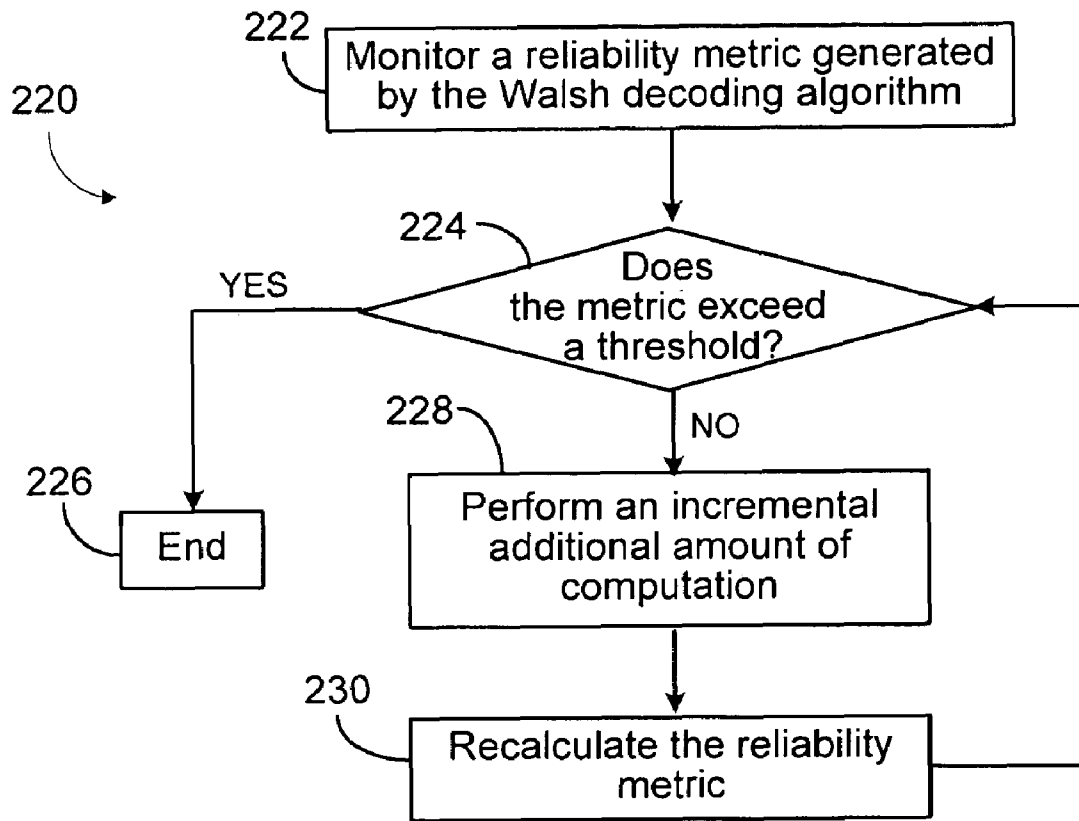 222
Monitor a reliability metric generated
by the Walsh decoding algorithm
220
224
Does
the metric exceed
a threshold?
YES
NO
228
226
End
Perform an incremental
additional amount of
computation
230
Recalculate the reliability
metric